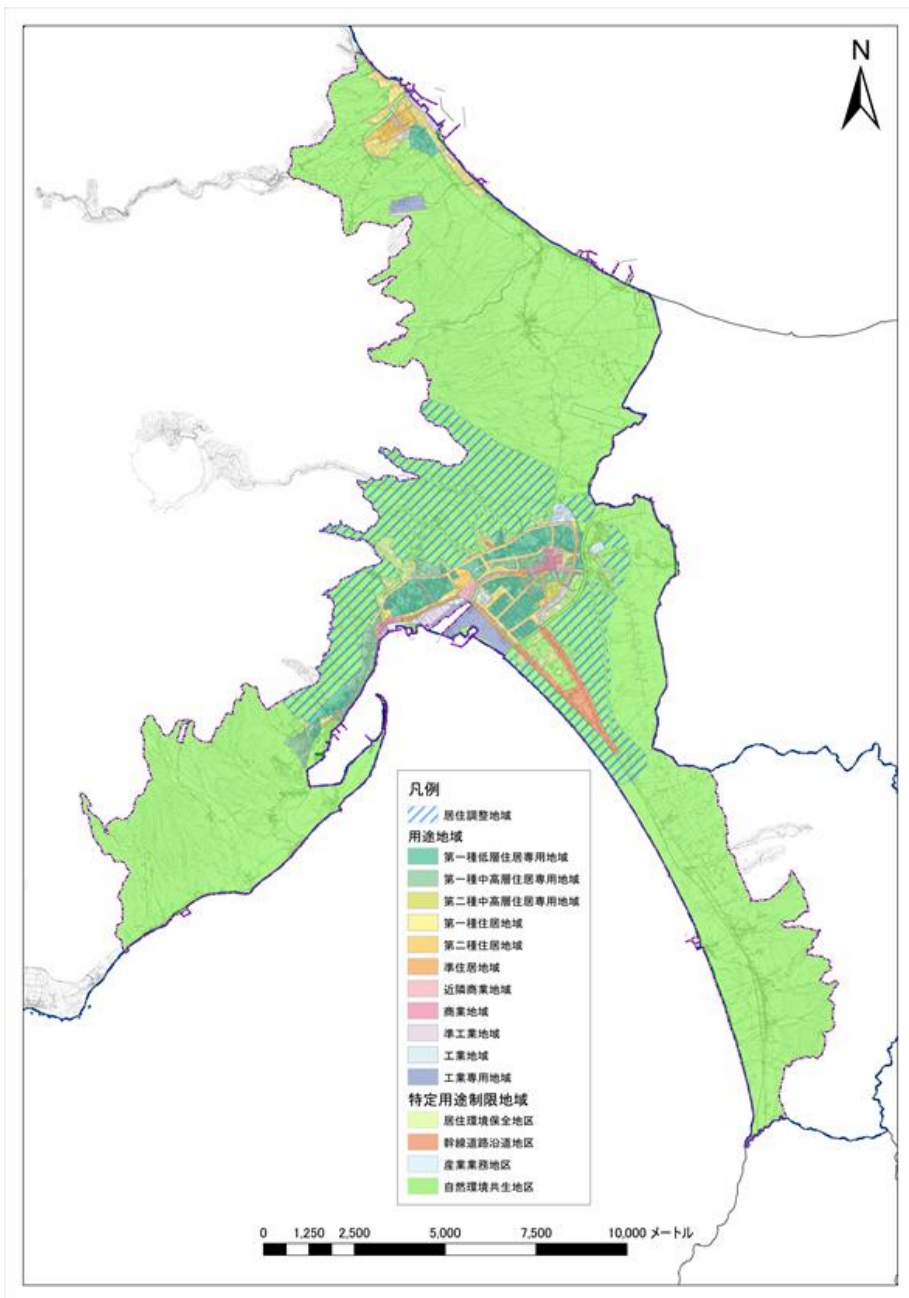 N
凡例
居住調整地域
用途地域
第一種低層住居専用地域
第一種中高層住居専用地域
第二種中高層住居専用地域
第一種住居地域
第二種住居地域
準住居地域
近隣商業地域
商業地域
準工業地域
工業地域
工業専用地域
特定用途制限地域
居住環境保全地区
幹線道路沿道地区
産業業務地区
自然環境共生地区
0 1,250 2,500 5,000 7,500 10,000 メートル